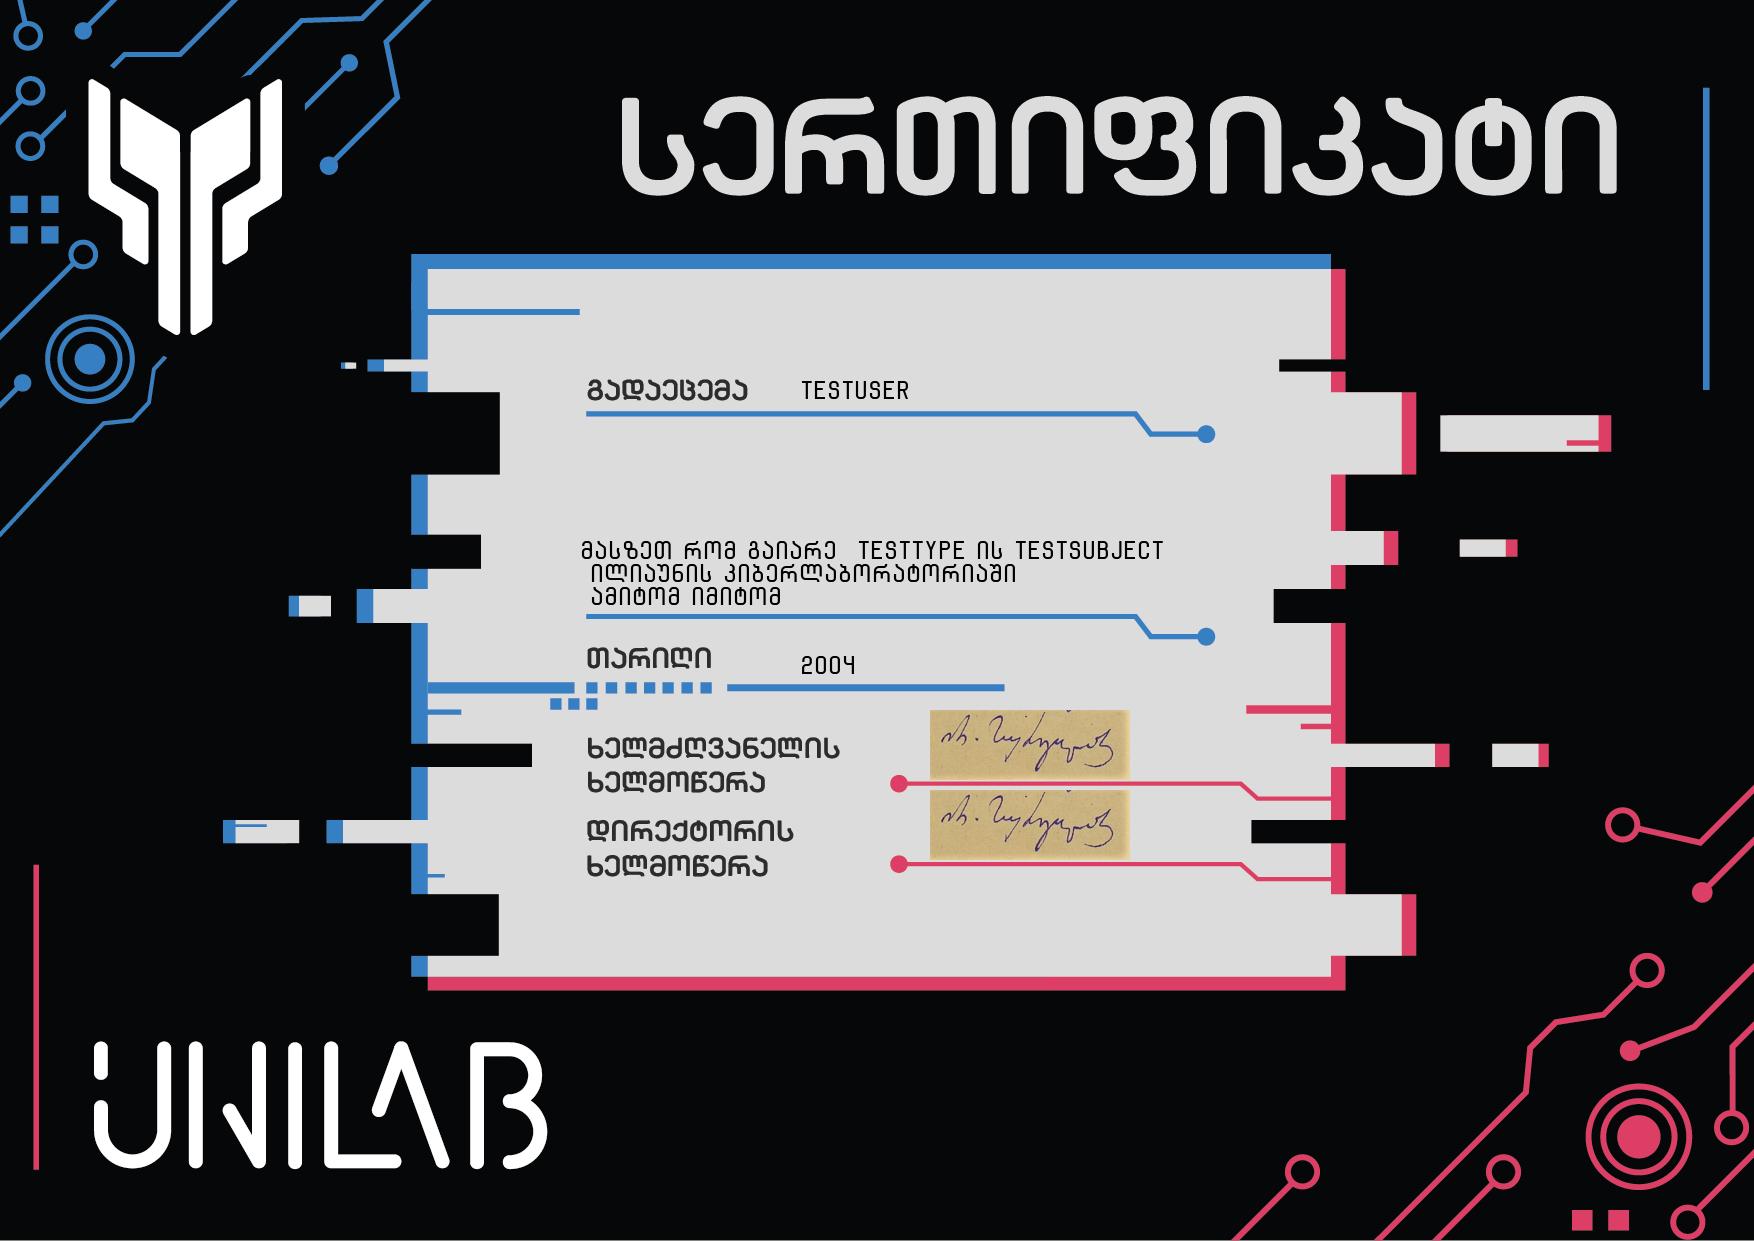 სერთიფიკატი
გადაეცემა TESTUSER
მასზეთ რომ გაიარე TESTTYPE ის TESTSUBJECT
ილიაუნის კიბერლაბორატორიაში
ამიტომ იმიტომ
თარიღი 2004
ხელმძღვანელის
ხელმოწერა
დირექტორის
ხელმოწერა
UNILAB